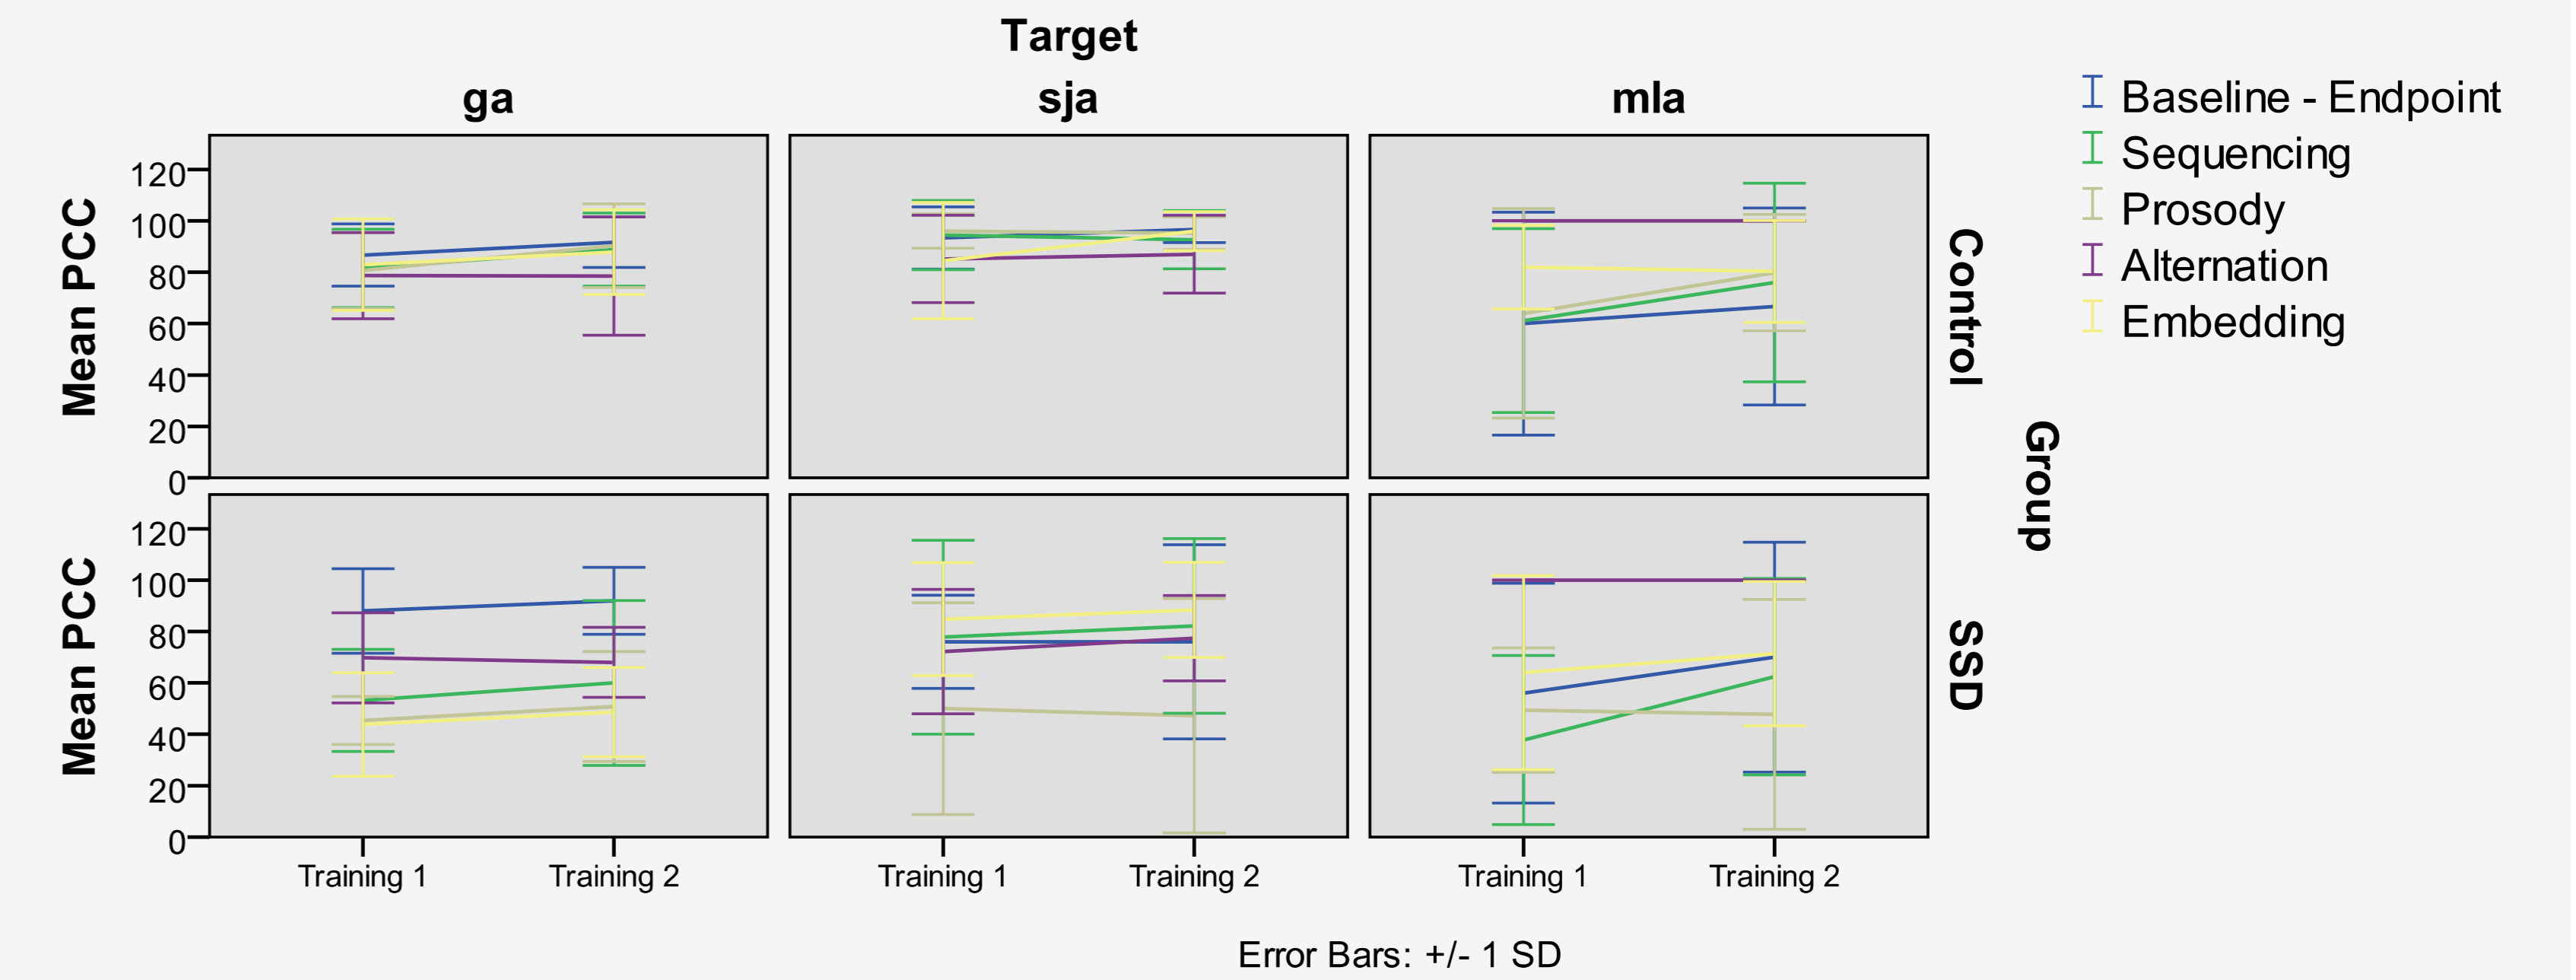 Target
ga
sja
mla
Baseline - Endpoint
Sequencing
Prosody
Alternation
Embedding
Mean PCC
120
100
80
60
40
20
0
Control
Group
Mean PCC
120
100
80
60
40
20
0
SSD
Training 1
Training 2
Training 1
Training 2
Training 1
Training 2
Error Bars: +/- 1 SD